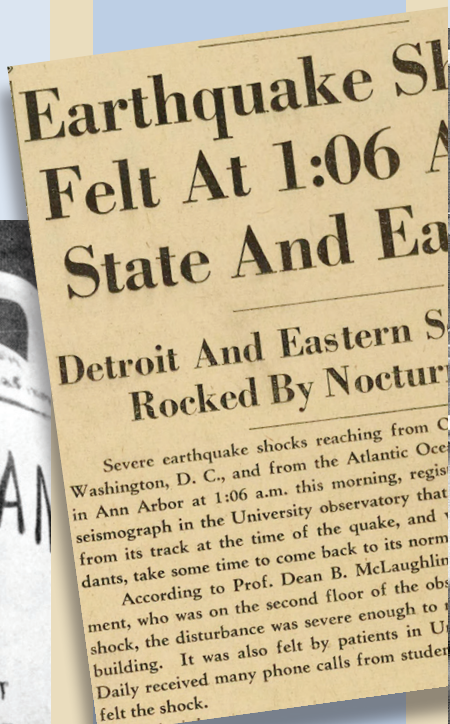 Earthquake Sh
Felt At 1:06 A
State And Ea
Detroit And Eastern S
Rocked By Nocturn
Severe earthquake shocks reaching from C
Washington, D. C., and from the Atlantic Ocea
in Ann Arbor at 1:06 a.m. this morning, regis
seismograph in the University observatory that
from its track at the time of the quake, and
dants, take some time to come back to its norm
According to Prof. Dean B. McLaughlin
ment, who was on the second floor of the obs
shock, the disturbance was severe enough to
building. It was also felt by patients in Un
Daily received many phone calls from studen
felt the shock.
AN